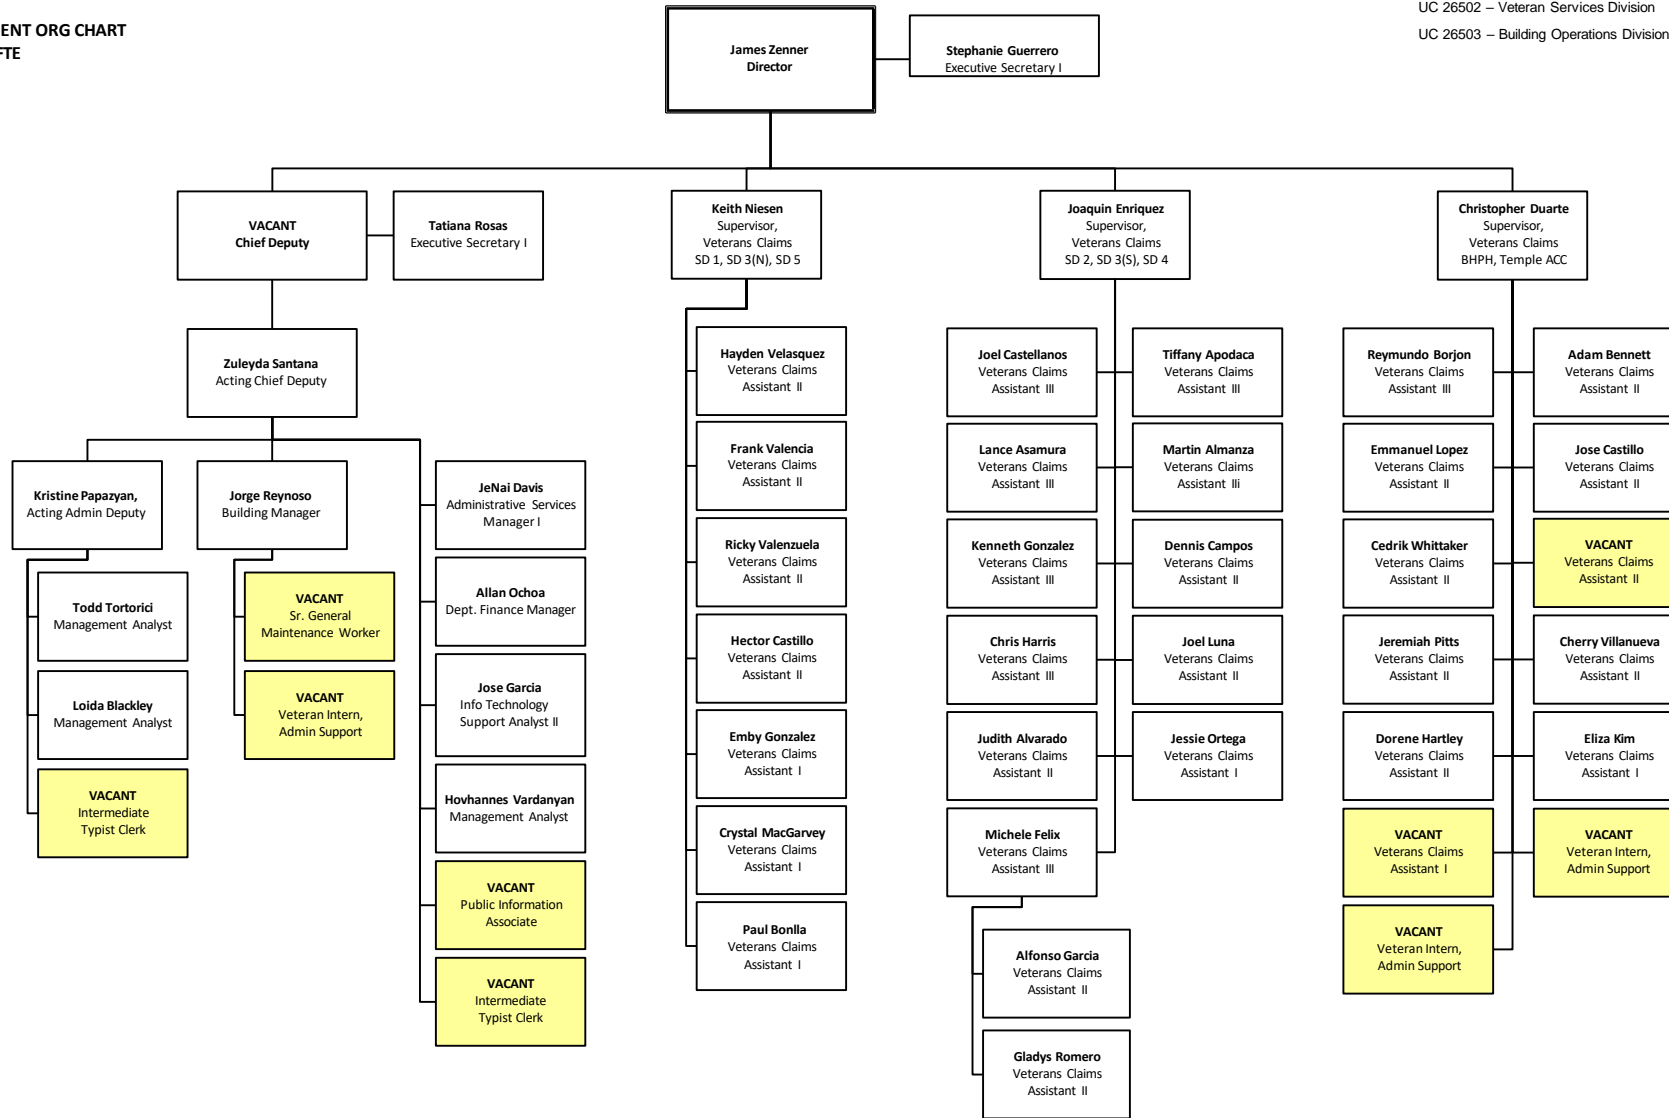 ENT ORG CHART
FTE
UC 26502 – Veteran Services Division
UC 26503 – Building Operations Division
James Zenner
Director
Stephanie Guerrero
Executive Secretary I
VACANT
Chief Deputy
Tatiana Rosas
Executive Secretary I
Keith Niesen
Supervisor,
Veterans Claims
SD 1, SD 3(N), SD 5
Joaquin Enriquez
Supervisor,
Veterans Claims
SD 2, SD 3(S), SD 4
Christopher Duarte
Supervisor,
Veterans Claims
BHPH, Temple ACC
Zuleyda Santana
Acting Chief Deputy
Kristine Papazyan,
Acting Admin Deputy
Todd Tortorici
Management Analyst
Loida Blackley
Management Analyst
VACANT
Intermediate
Typist Clerk
Jorge Reynoso
Building Manager
VACANT
Sr. General
Maintenance Worker
VACANT
Veteran Intern,
Admin Support
JeNai Davis
Administrative Services
Manager I
Allan Ochoa
Dept. Finance Manager
Jose Garcia
Info Technology
Support Analyst II
Hovhannes Vardanyan
Management Analyst
VACANT
Public Information
Associate
VACANT
Intermediate
Typist Clerk
Hayden Velasquez
Veterans Claims
Assistant II
Frank Valencia
Veterans Claims
Assistant II
Ricky Valenzuela
Veterans Claims
Assistant II
Hector Castillo
Veterans Claims
Assistant II
Emby Gonzalez
Veterans Claims
Assistant I
Crystal MacGarvey
Veterans Claims
Assistant I
Paul Bonlla
Veterans Claims
Assistant I
Joel Castellanos
Veterans Claims
Assistant III
Tiffany Apodaca
Veterans Claims
Assistant III
Lance Asamura
Veterans Claims
Assistant III
Martin Almanza
Veterans Claims
Assistant IIi
Kenneth Gonzalez
Veterans Claims
Assistant III
Dennis Campos
Veterans Claims
Assistant II
Chris Harris
Veterans Claims
Assistant III
Joel Luna
Veterans Claims
Assistant II
Judith Alvarado
Veterans Claims
Assistant II
Jessie Ortega
Veterans Claims
Assistant I
Michele Felix
Veterans Claims
Assistant III
Alfonso Garcia
Veterans Claims
Assistant II
Gladys Romero
Veterans Claims
Assistant II
Reymundo Borjon
Veterans Claims
Assistant III
Adam Bennett
Veterans Claims
Assistant II
Emmanuel Lopez
Veterans Claims
Assistant II
Jose Castillo
Veterans Claims
Assistant II
Cedrik Whittaker
Veterans Claims
Assistant II
VACANT
Veterans Claims
Assistant II
Jeremiah Pitts
Veterans Claims
Assistant II
Cherry Villanueva
Veterans Claims
Assistant II
Dorene Hartley
Veterans Claims
Assistant II
Eliza Kim
Veterans Claims
Assistant I
VACANT
Veterans Claims
Assistant I
VACANT
Veteran Intern,
Admin Support
VACANT
Veteran Intern,
Admin Support